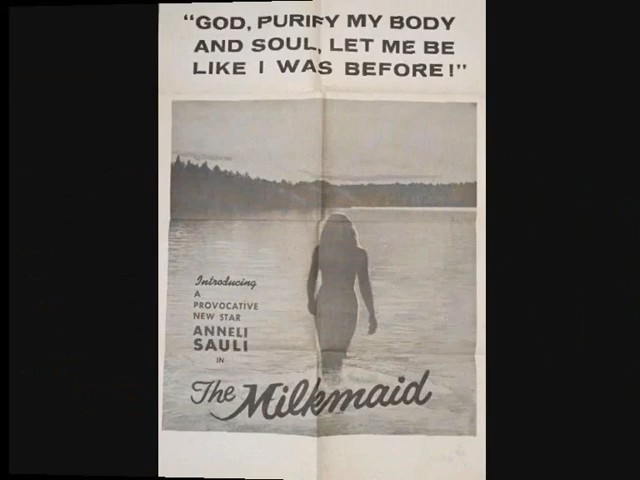 "GOD, PURIFY MY BODY
AND SOUL, LET ME BE
LIKE I WAS BEFORE!"
Introducing
A
PROVOCATIVE
NEW STAR
ANNELI
SAULI
IN
The Milkmaid